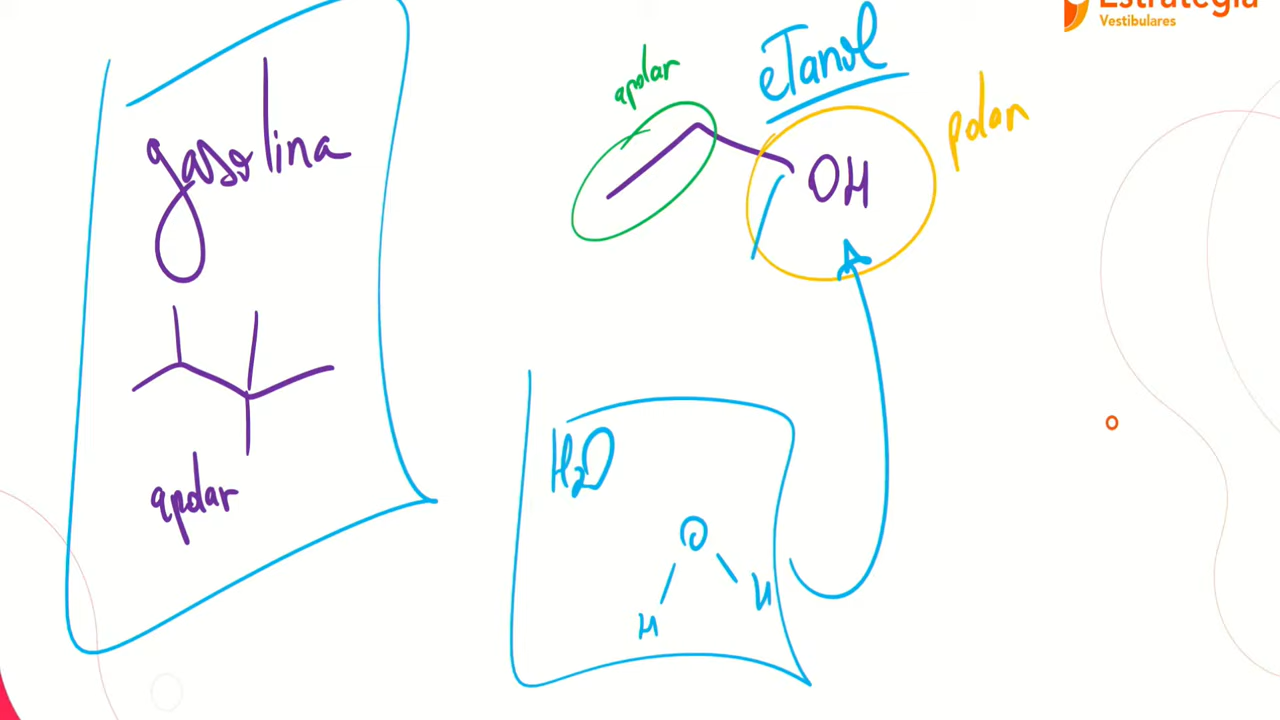 Estratégia
Vestibulares
gasolina
apolar
etanol
apolar
OH
polar
H2O
O
H
H